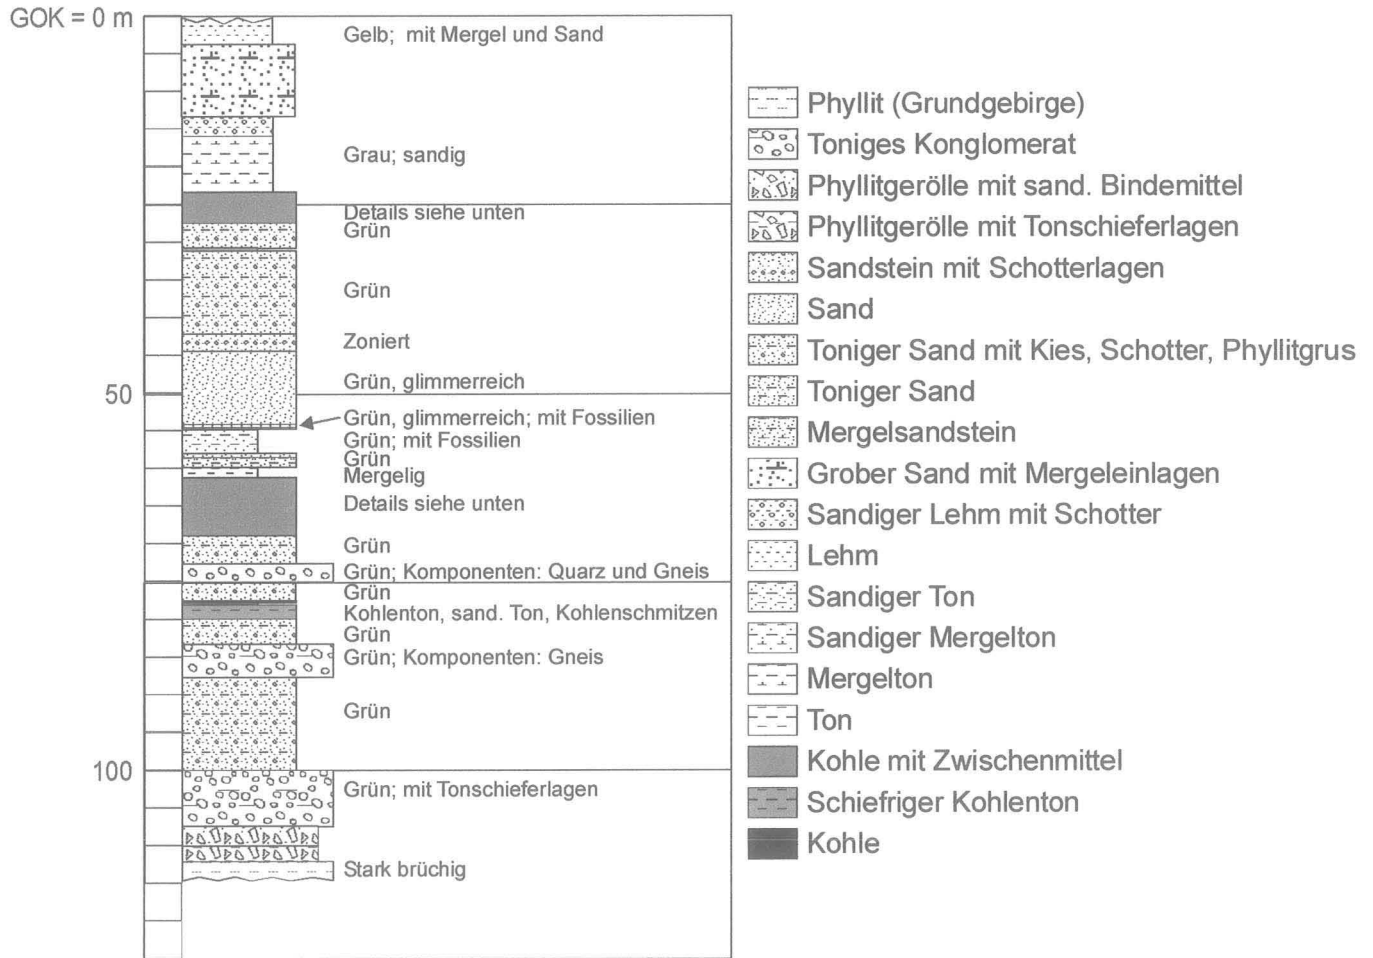 GOK = 0 m
Gelb; mit Mergel und Sand
Grau; sandig
Details siehe unten
Grün
Grün
Zoniert
Grün, glimmerreich
50
Grün, glimmerreich; mit Fossilien
Grün; mit Fossilien
Grün
Mergelig
Details siehe unten
Grün
Grün; Komponenten: Quarz und Gneis
Grün
Kohlenton, sand. Ton, Kohlenschmitzen
Grün
Grün; Komponenten: Gneis
Grün
100
Grün; mit Tonschieferlagen
Stark brüchig
Phyllit (Grundgebirge)
Toniges Konglomerat
Phyllitgerölle mit sand. Bindemittel
Phyllitgerölle mit Tonschieferlagen
Sandstein mit Schotterlagen
Sand
Toniger Sand mit Kies, Schotter, Phyllitgrus
Toniger Sand
Mergelsandstein
Grober Sand mit Mergeleinlagen
Sandiger Lehm mit Schotter
Lehm
Sandiger Ton
Sandiger Mergelton
Mergelton
Ton
Kohle mit Zwischenmittel
Schiefriger Kohlenton
Kohle